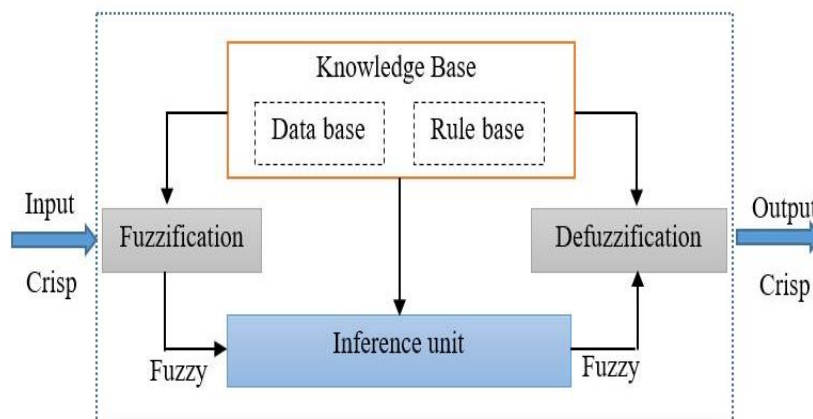 Knowledge Base
Data base
Rule base
Input
Crisp
Fuzzification
Defuzzification
Output
Crisp
Inference unit
Fuzzy
Fuzzy